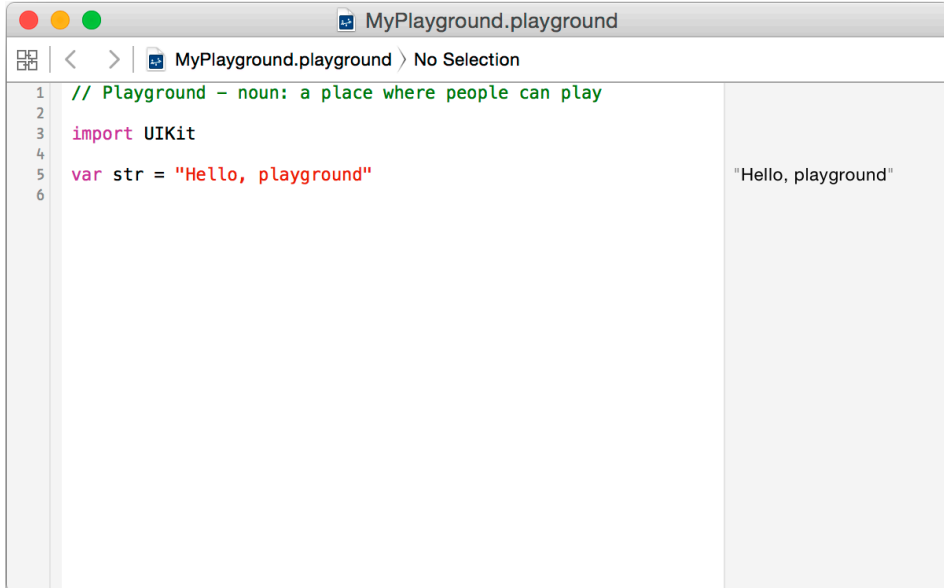 MyPlayground.playground
MyPlayground.playground 〉 No Selection
1 // Playground – noun: a place where people can play
2
3 import UIKit
4
5 var str = "Hello, playground" "Hello, playground"
6